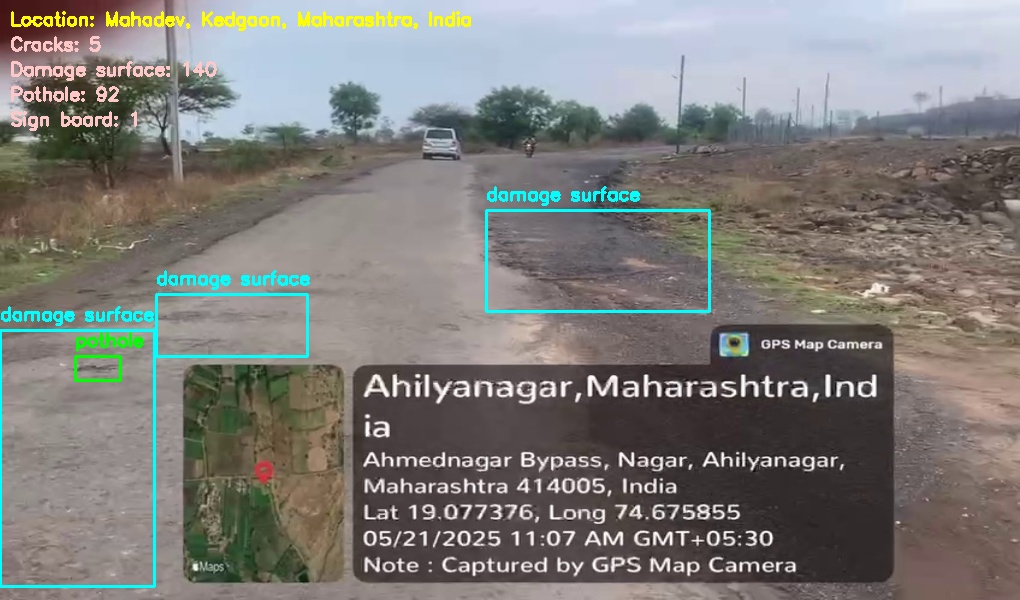 Location: Mahadev, Kedgaon, Maharashtra, India
Cracks: 5
Damage surface: 140
Pothole: 92
Sign board: 1
damage surface
damage surface
damage surface
pothole
GPS Map Camera
Ahilyanagar,Maharashtra,Ind
ia
Ahmednagar Bypass, Nagar, Ahilyanagar,
Maharashtra 414005, India
Lat 19.077376, Long 74.675855
05/21/2025 11:07 AM GMT+05:30
Note : Captured by GPS Map Camera
Maps